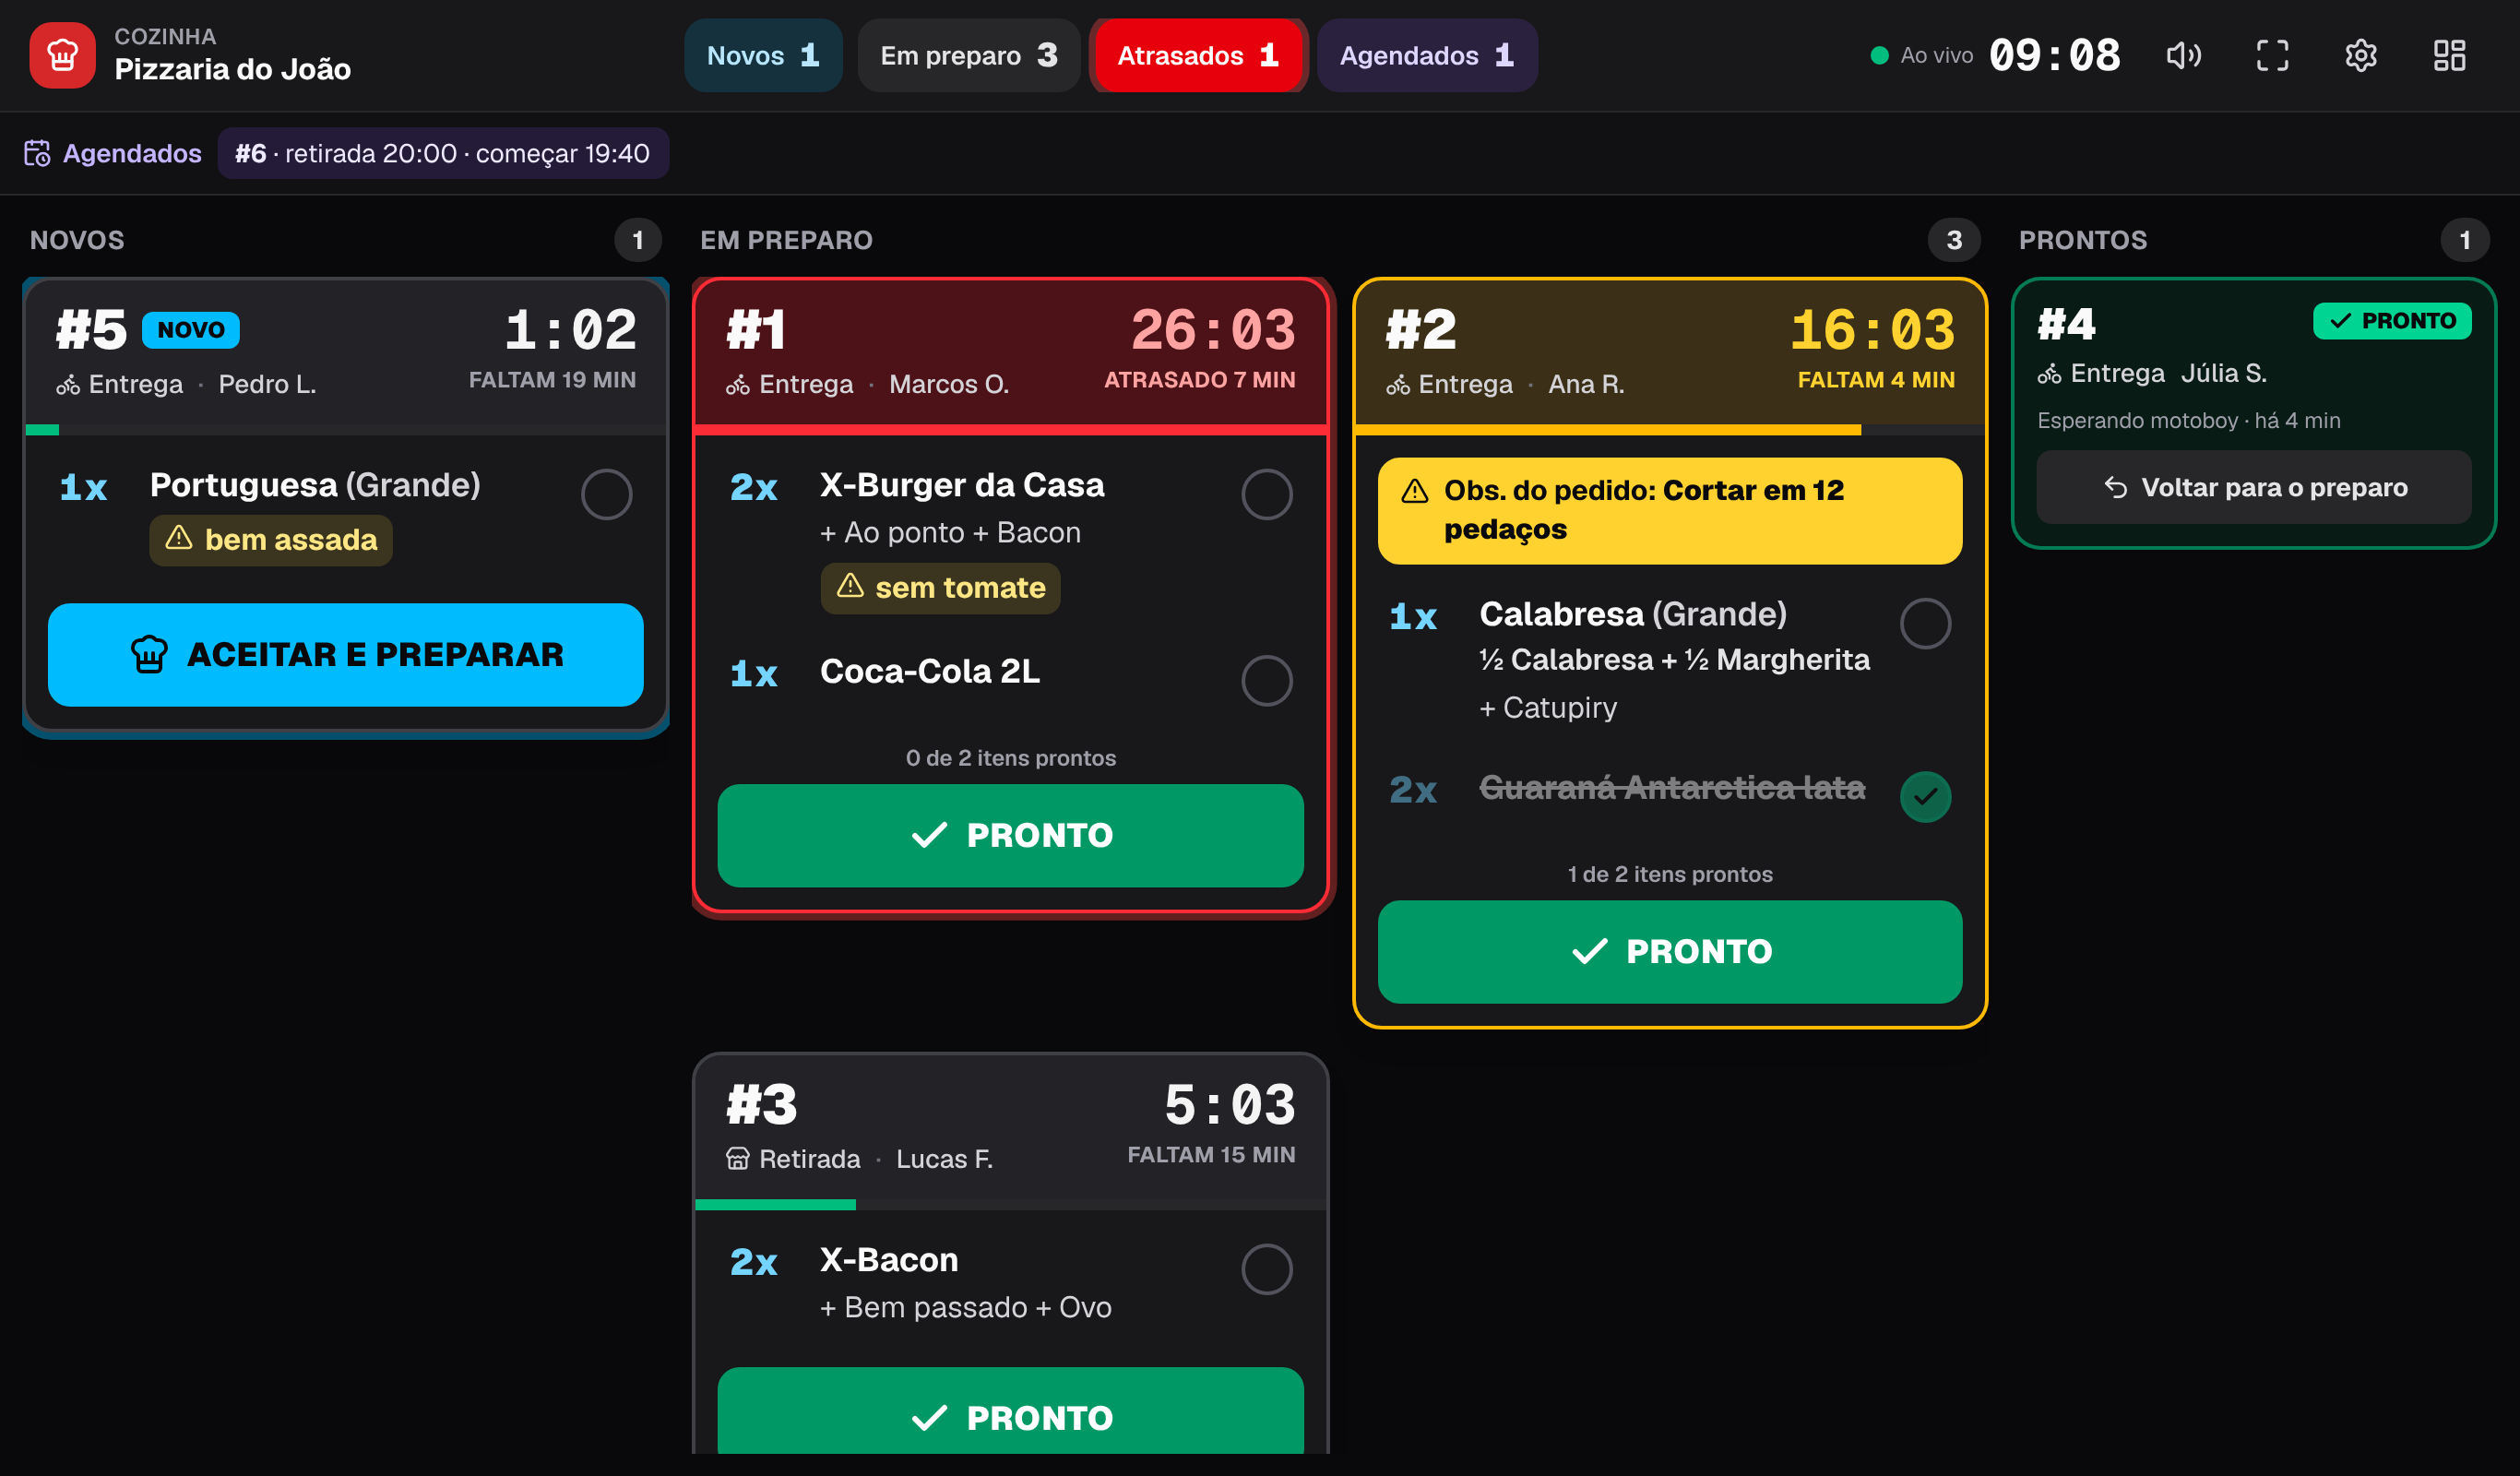 COZINHA
Pizzaria do João
Novos 1
Em preparo 3
Atrasados 1
Agendados 1
Ao vivo 09:08
Agendados
#6 · retirada 20:00 · começar 19:40
NOVOS 1
#5 NOVO 1:02
Entrega · Pedro L. FALTAM 19 MIN
1x Portuguesa (Grande)
bem assada
ACEITAR E PREPARAR
EM PREPARO 3
#1 26:03
Entrega · Marcos O. ATRASADO 7 MIN
2x X-Burger da Casa
+ Ao ponto + Bacon
sem tomate
1x Coca-Cola 2L
0 de 2 itens prontos
PRONTO
#2 16:03
Entrega · Ana R. FALTAM 4 MIN
Obs. do pedido: Cortar em 12
pedaços
1x Calabresa (Grande)
½ Calabresa + ½ Margherita
+ Catupiry
2x Guaraná Antarctica lata
1 de 2 itens prontos
PRONTO
#3 5:03
Retirada · Lucas F. FALTAM 15 MIN
2x X-Bacon
+ Bem passado + Ovo
PRONTO
PRONTOS 1
#4 PRONTO
Entrega Júlia S.
Esperando motoboy · há 4 min
Voltar para o preparo